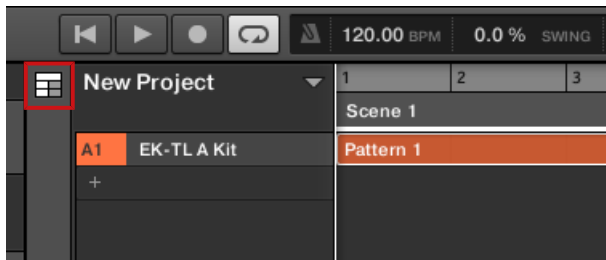 120.00 BPM 0.0 % SWING
New Project 1 2 3
Scene 1
A1 EK-TL A Kit Pattern 1
+